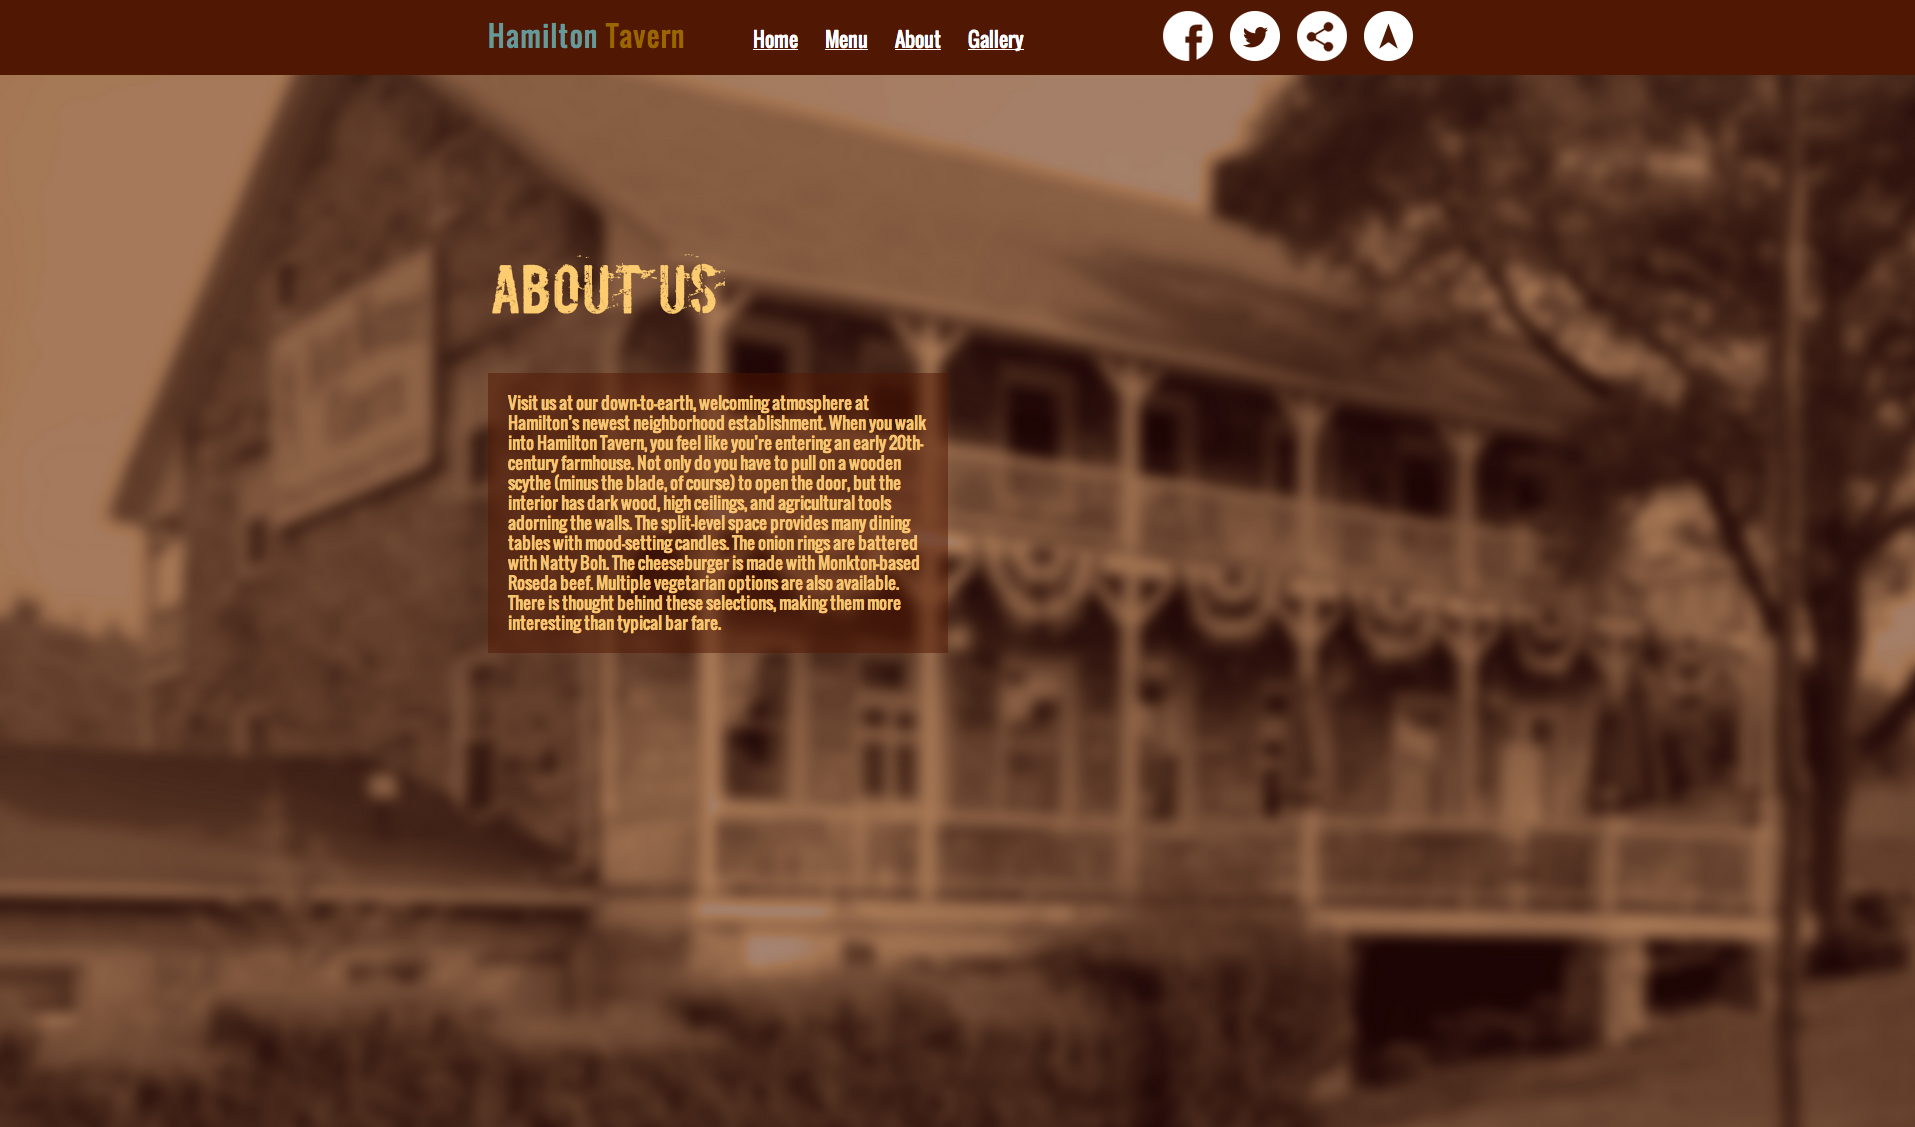 Hamilton Tavern
Home Menu About Gallery
ABOUT US
Visit us at our down-to-earth, welcoming atmosphere at
Hamilton's newest neighborhood establishment. When you walk
into Hamilton Tavern, you feel like you're entering an early 20th-
century farmhouse. Not only do you have to pull on a wooden
scythe (minus the blade, of course) to open the door, but the
interior has dark wood, high ceilings, and agricultural tools
adorning the walls. The split-level space provides many dining
tables with mood-setting candles. The onion rings are battered
with Natty Boh. The cheeseburger is made with Monkton-based
Roseda beef. Multiple vegetarian options are also available.
There is thought behind these selections, making them more
interesting than typical bar fare.